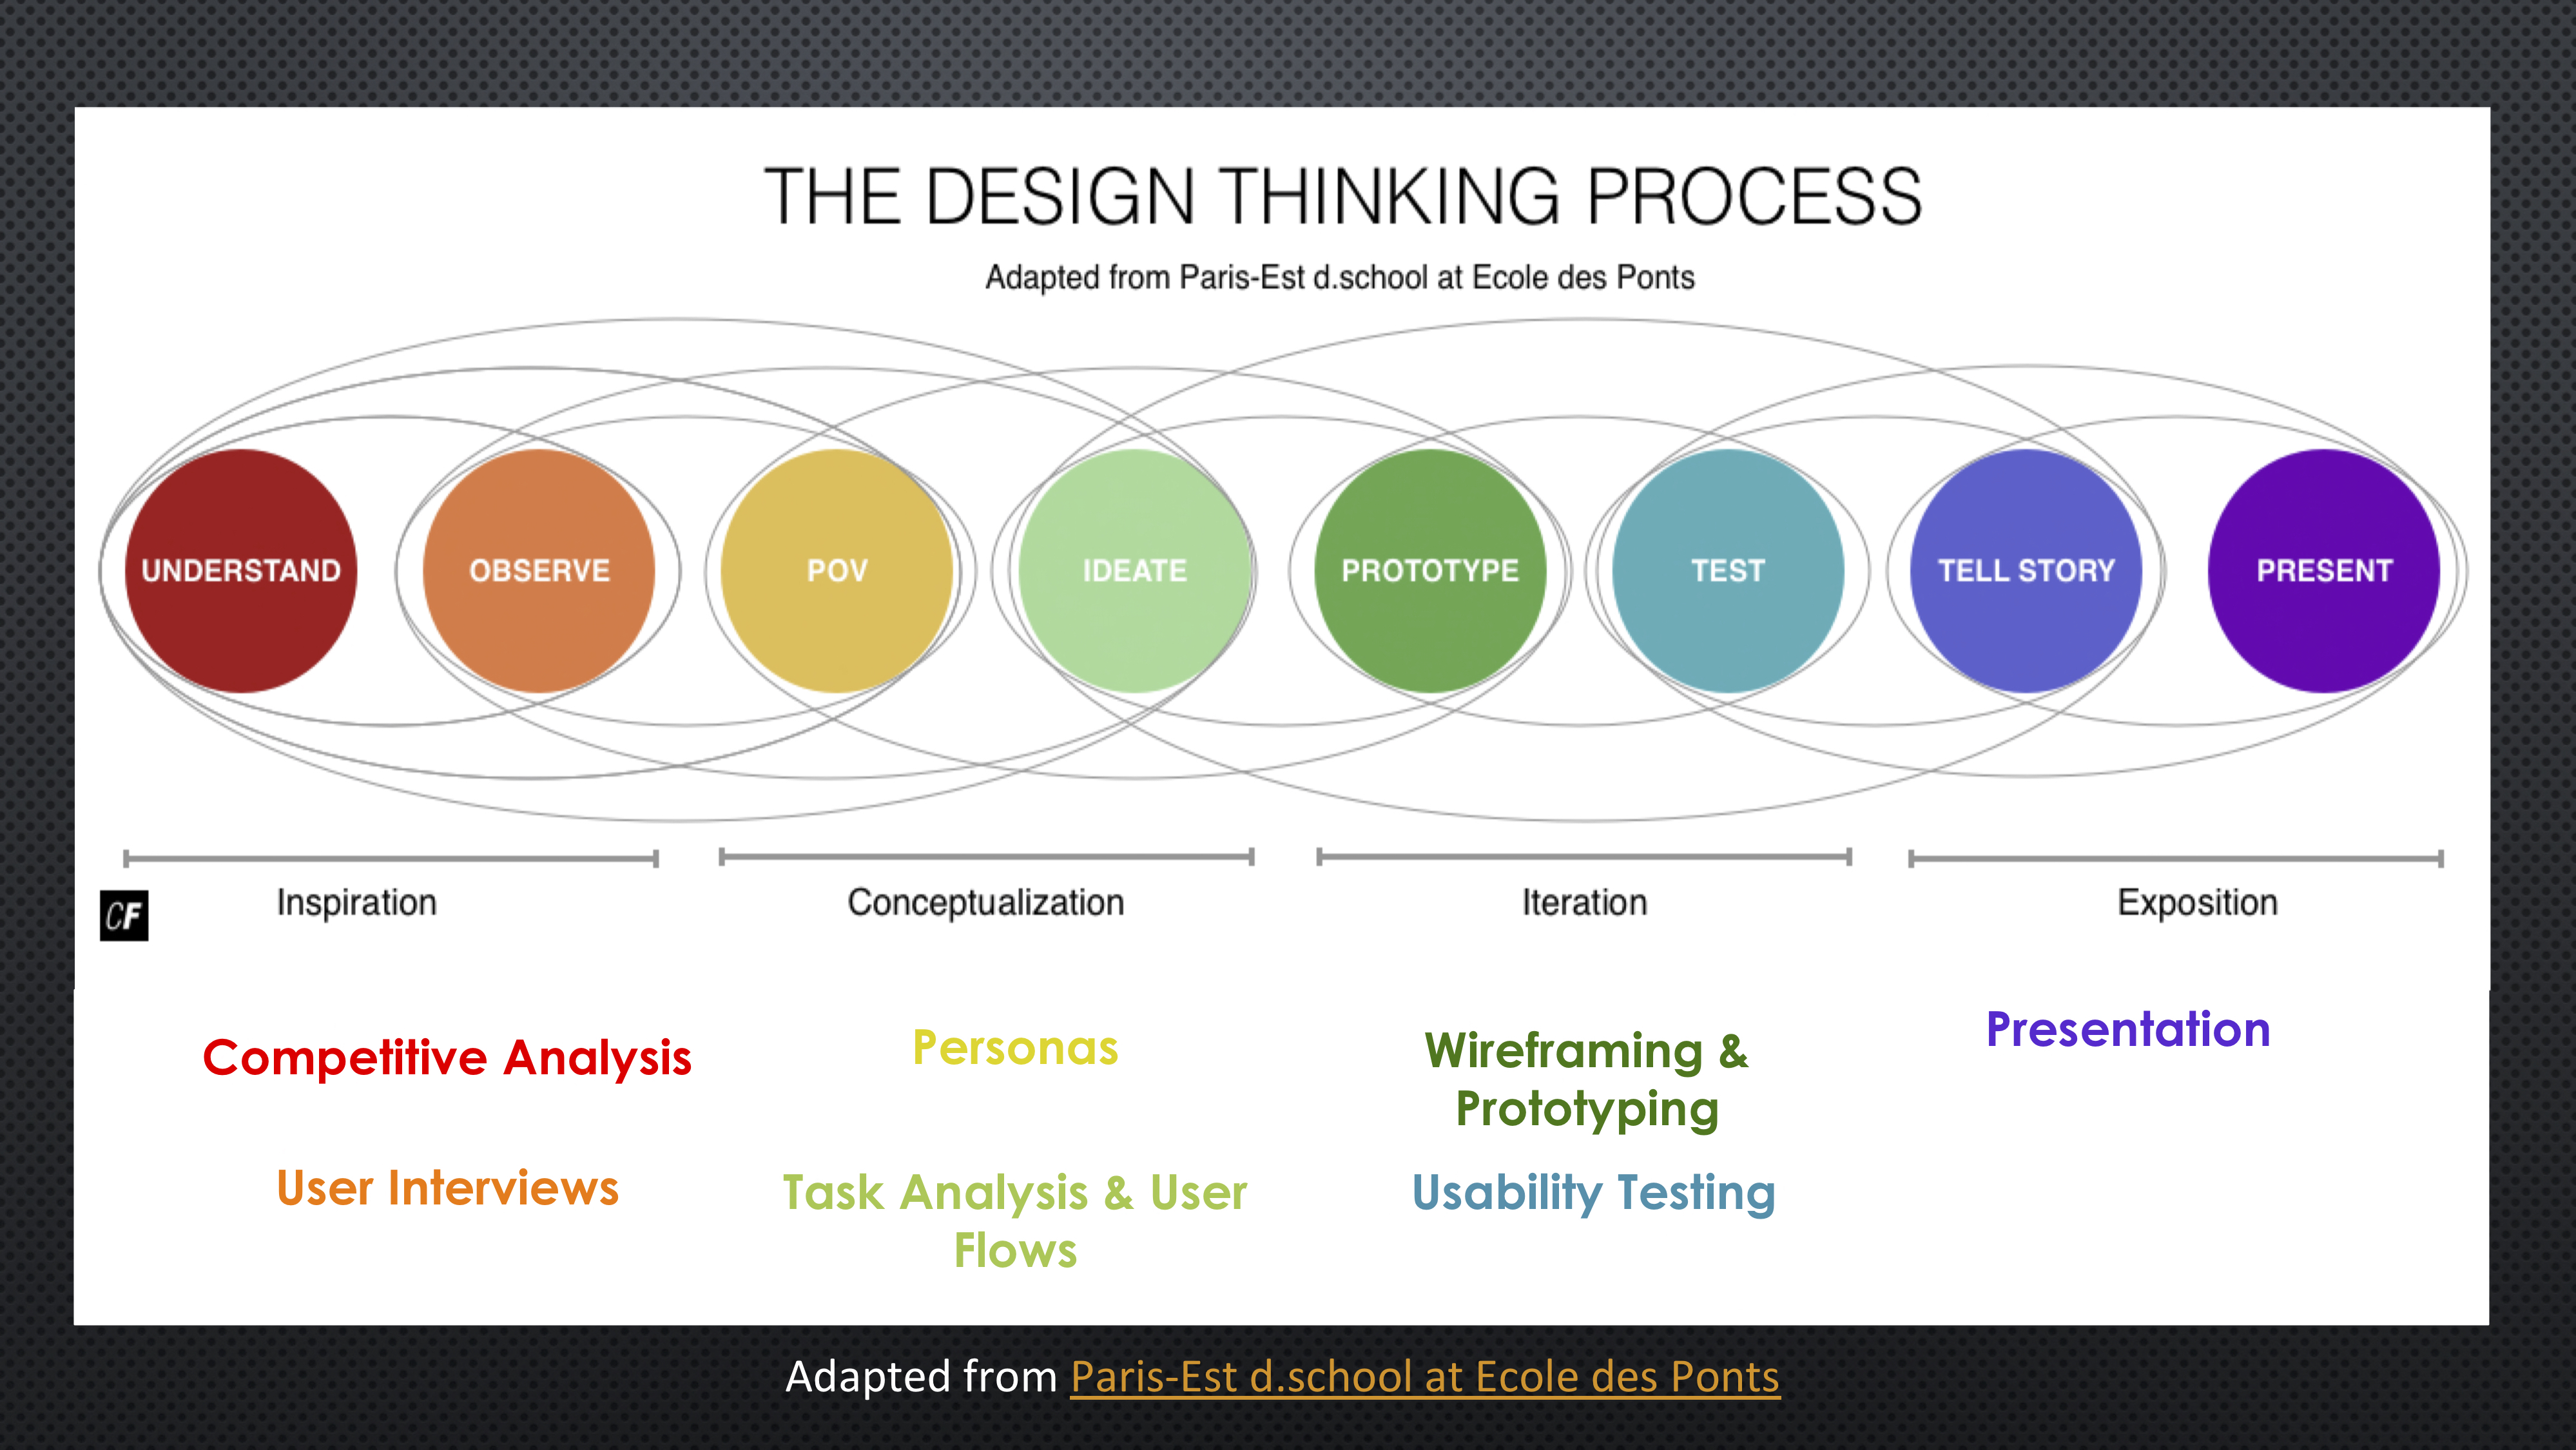 THE DESIGN THINKING PROCESS
Adapted from Paris-Est d.school at Ecole des Ponts
UNDERSTAND
OBSERVE
POV
IDEATE
PROTOTYPE
TEST
TELL STORY
PRESENT
Inspiration
Conceptualization
Iteration
Exposition
CF
Competitive Analysis
User Interviews
Personas
Task Analysis & User
Flows
Wireframing &
Prototyping
Usability Testing
Presentation
Adapted from Paris-Est d.school at Ecole des Ponts